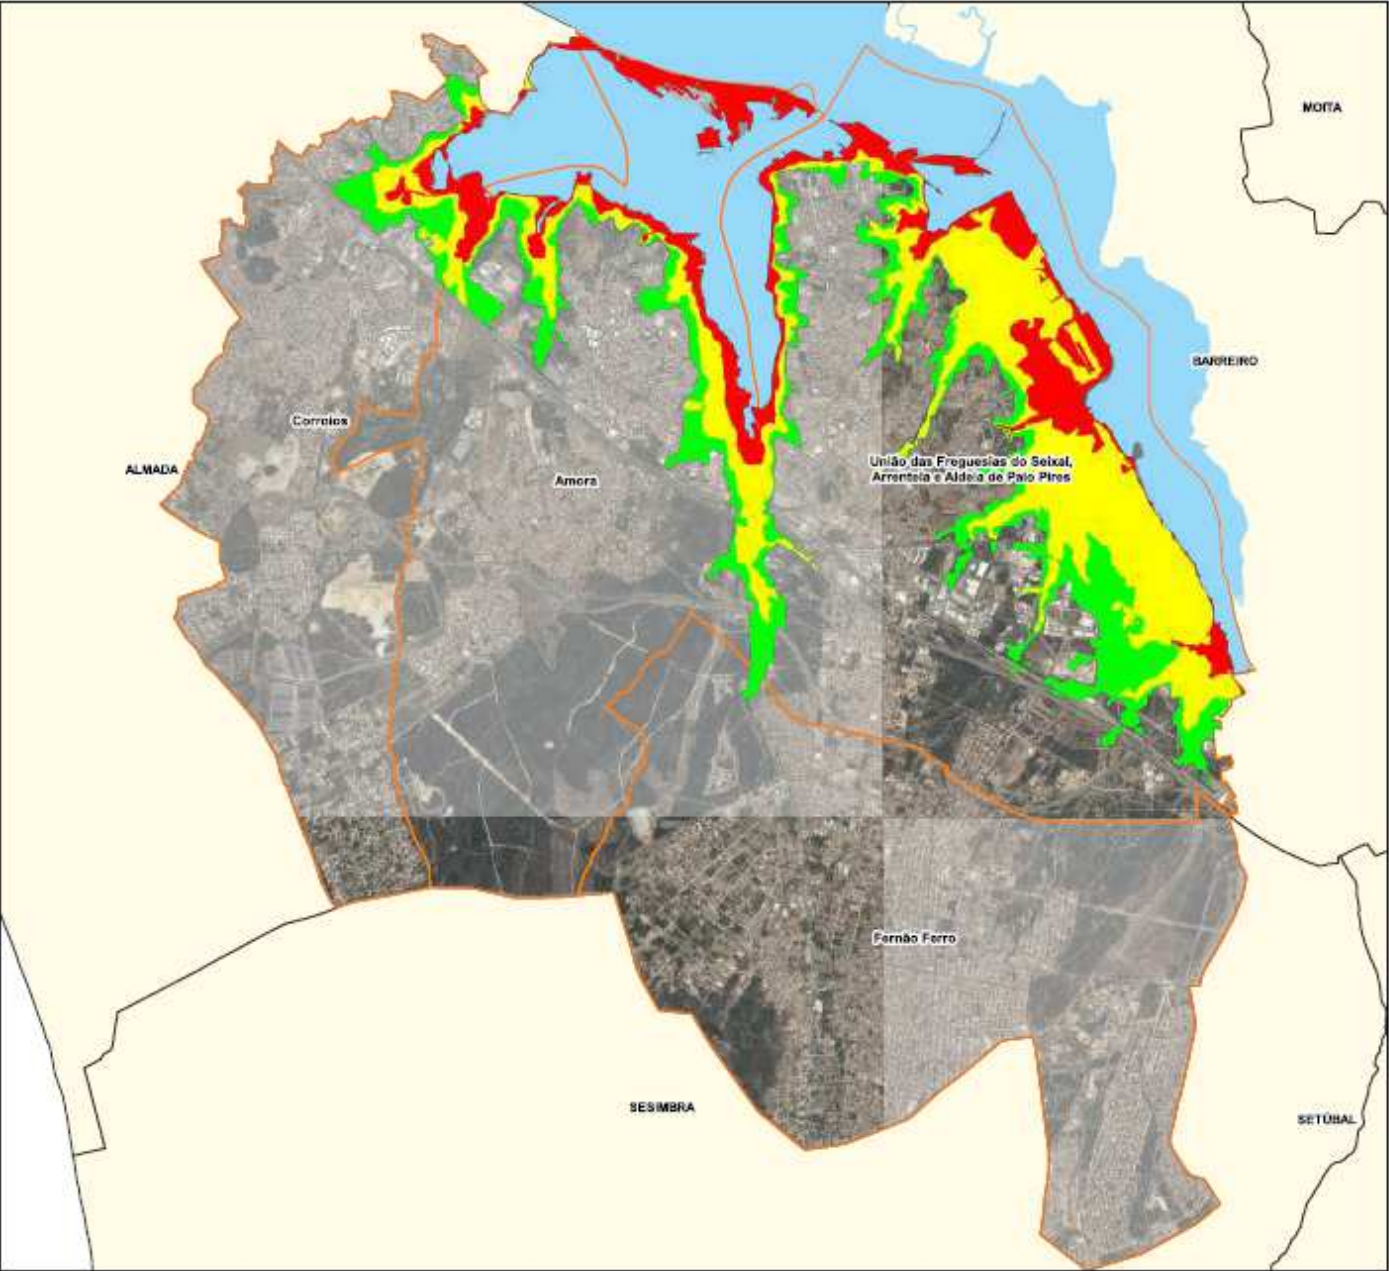 MOITA
BARREIRO
Corroios
ALMADA
União das Freguesias do Seixal,
Arrentela e Aldeia de Paio Pires
Amora
Fernão Ferro
SESIMBRA
SETÚBAL